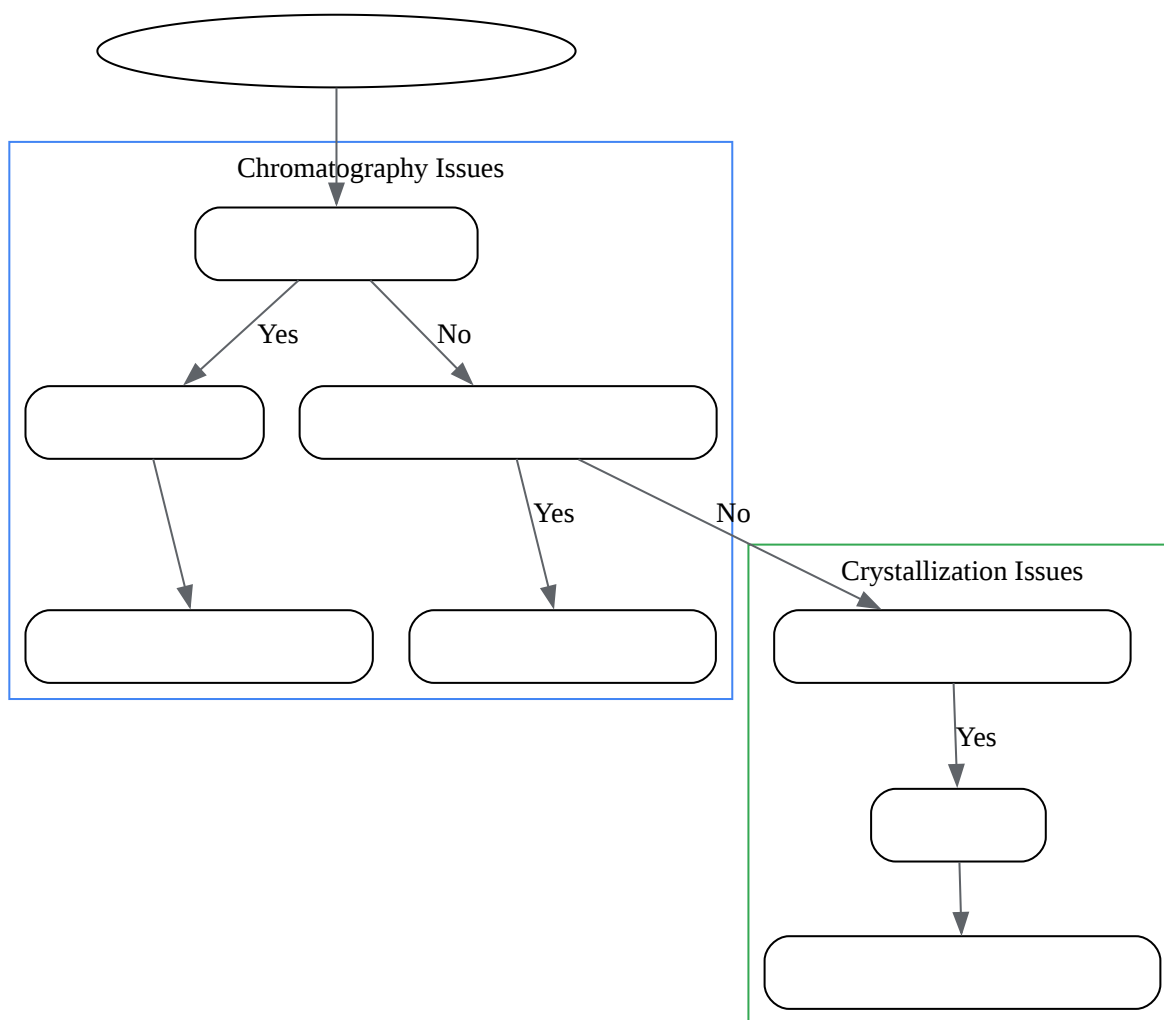 Chromatography Issues
Yes
No
Yes
No
Crystallization Issues
Yes